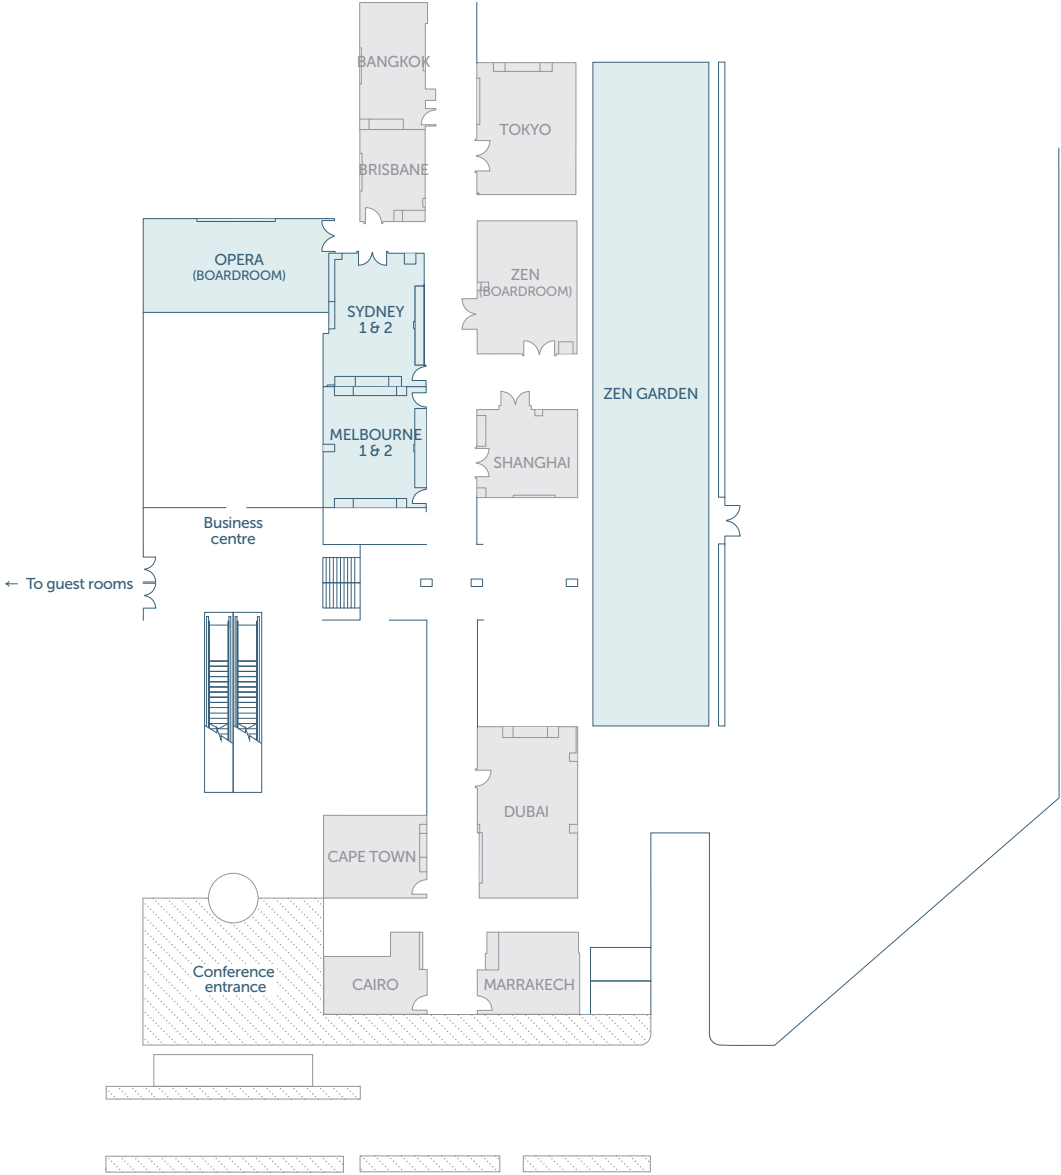 BANGKOK
TOKYO
BRISBANE
OPERA
(BOARDROOM)
ZEN
(BOARDROOM)
SYDNEY
1 & 2
ZEN GARDEN
MELBOURNE
1 & 2
SHANGHAI
Business
centre
← To guest rooms
DUBAI
CAPE TOWN
Conference
entrance
CAIRO
MARRAKECH